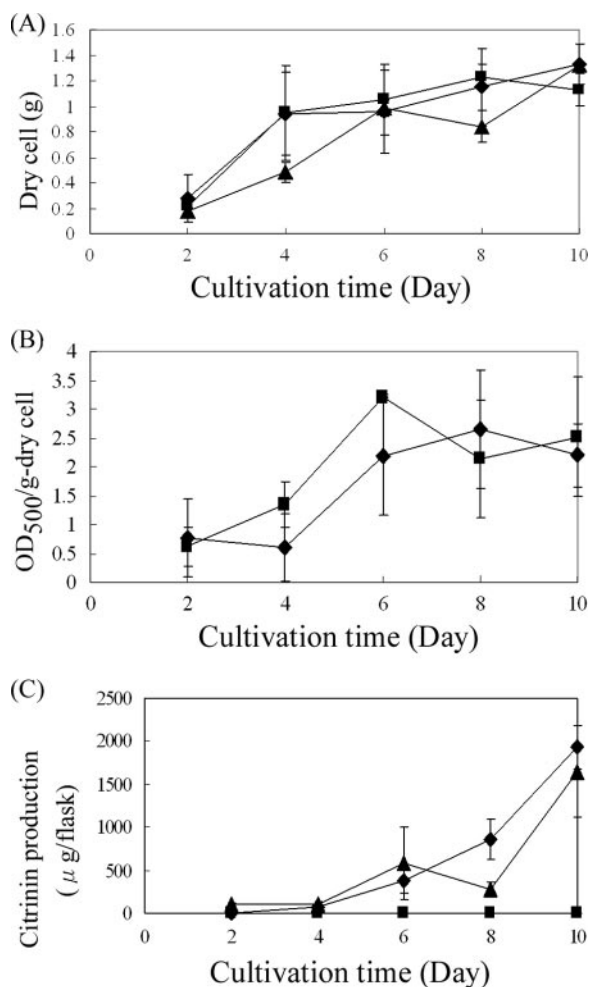 (A)
1.6
1.4
1.2
1
0.8
0.6
0.4
0.2
0
Dry cell (g)
0 2 4 6 8 10
Cultivation time (Day)
(B)
4
3.5
3
2.5
2
1.5
1
0.5
0
OD500/g-dry cell
0 2 4 6 8 10
Cultivation time (Day)
(C)
2500
2000
1500
1000
500
0
Citrinin production
( μ g/flask)
0 2 4 6 8 10
Cultivation time (Day)